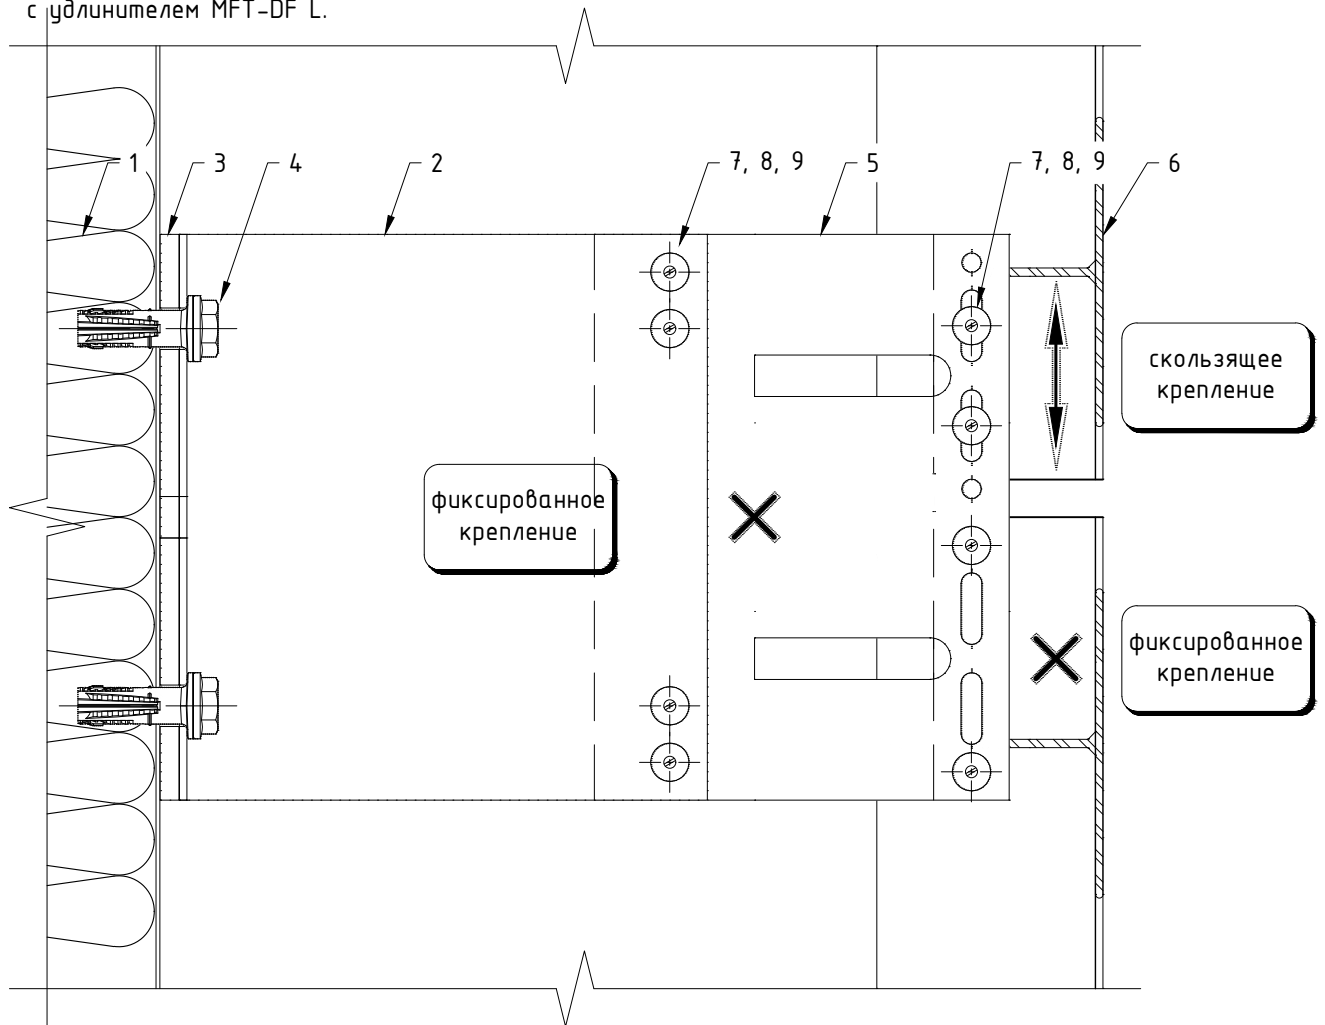 с удлинителем MFT-DF L.
1
3
4
2
7, 8, 9
5
7, 8, 9
6
скользящее
крепление
фиксированное
крепление
фиксированное
крепление